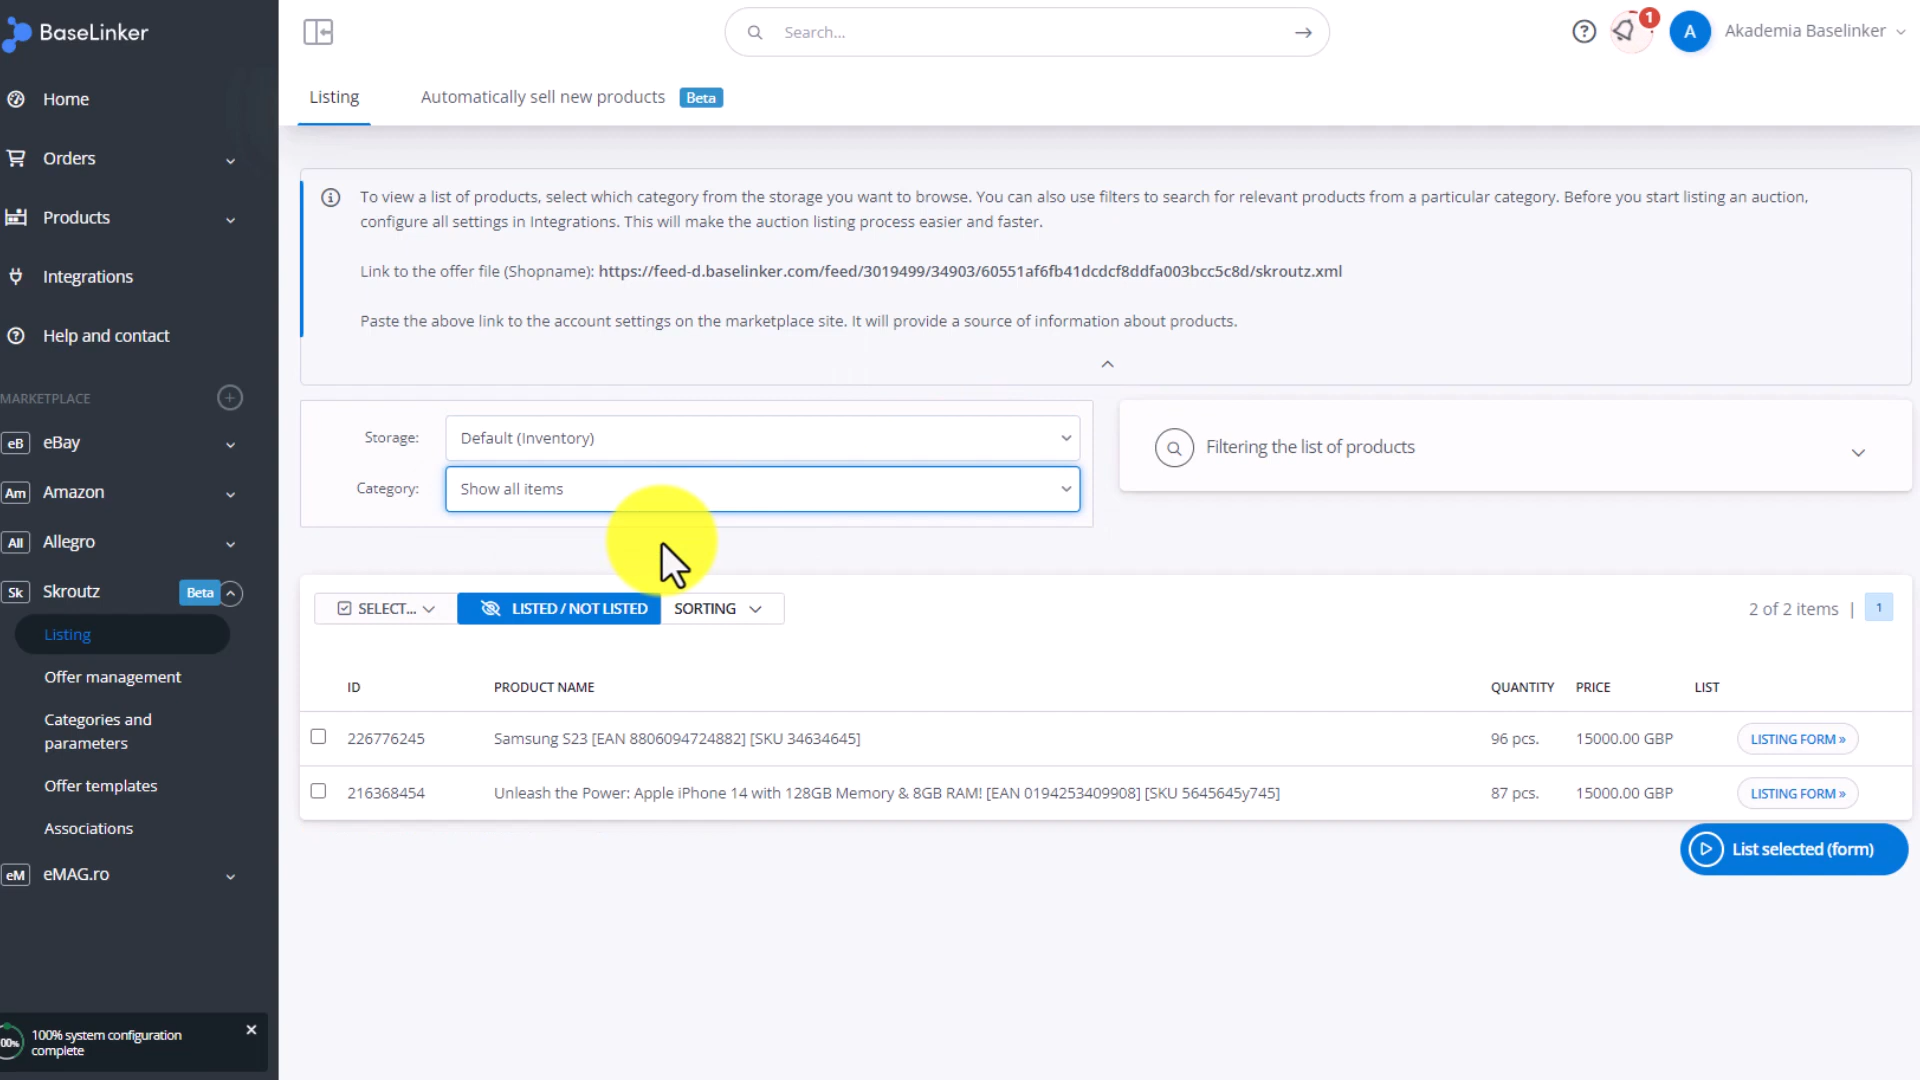 BaseLinker
Search...
1
A
Akademia Baselinker
Home
Orders
Products
Integrations
Help and contact
MARKETPLACE
eB eBay
Am Amazon
All Allegro
Sk Skroutz Beta
Listing
Offer management
Categories and
parameters
Offer templates
Associations
eM eMAG.ro
100% system configuration
complete
Listing
Automatically sell new products Beta
To view a list of products, select which category from the storage you want to browse. You can also use filters to search for relevant products from a particular category. Before you start listing an auction,
configure all settings in Integrations. This will make the auction listing process easier and faster.
Link to the offer file (Shopname): https://feed-d.baselinker.com/feed/3019499/34903/60551af6fb41dcdcf8ddfa003bcc5c8d/skroutz.xml
Paste the above link to the account settings on the marketplace site. It will provide a source of information about products.
Storage: Default (Inventory)
Category: Show all items
Filtering the list of products
SELECT... LISTED / NOT LISTED SORTING
2 of 2 items | 1
ID PRODUCT NAME QUANTITY PRICE LIST
226776245 Samsung S23 [EAN 8806094724882] [SKU 34634645] 96 pcs. 15000.00 GBP LISTING FORM »
216368454 Unleash the Power: Apple iPhone 14 with 128GB Memory & 8GB RAM! [EAN 0194253409908] [SKU 5645645y745] 87 pcs. 15000.00 GBP LISTING FORM »
List selected (form)